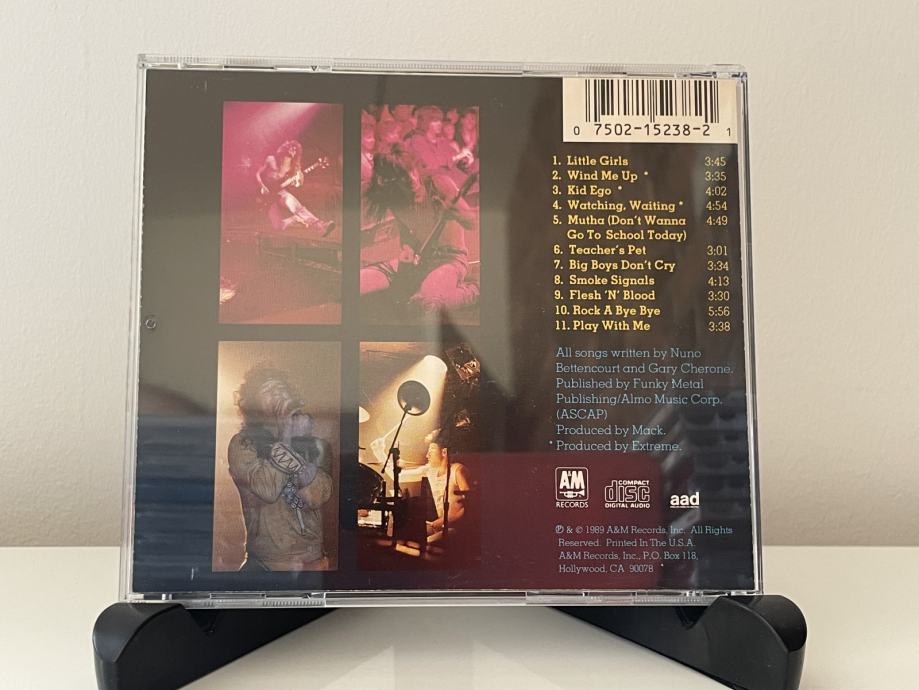 0 7502-15238-2 1
1. Little Girls 3:45
2. Wind Me Up * 3:35
3. Kid Ego * 4:02
4. Watching, Waiting * 4:54
5. Mutha (Don't Wanna 4:49
Go To School Today)
6. Teacher's Pet 3:01
7. Big Boys Don't Cry 3:34
8. Smoke Signals 4:13
9. Flesh 'N' Blood 3:30
10. Rock A Bye Bye 5:56
11. Play With Me 3:38
All songs written by Nuno
Bettencourt and Gary Cherone.
Published by Funky Metal
Publishing/Almo Music Corp.
(ASCAP)
Produced by Mack.
* Produced by Extreme.
A&M
RECORDS
COMPACT
disc
DIGITAL AUDIO
aad
℗ & © 1989 A&M Records, Inc. All Rights
Reserved. Printed In The U.S.A.
A&M Records, Inc., P.O. Box 118,
Hollywood, CA 90078